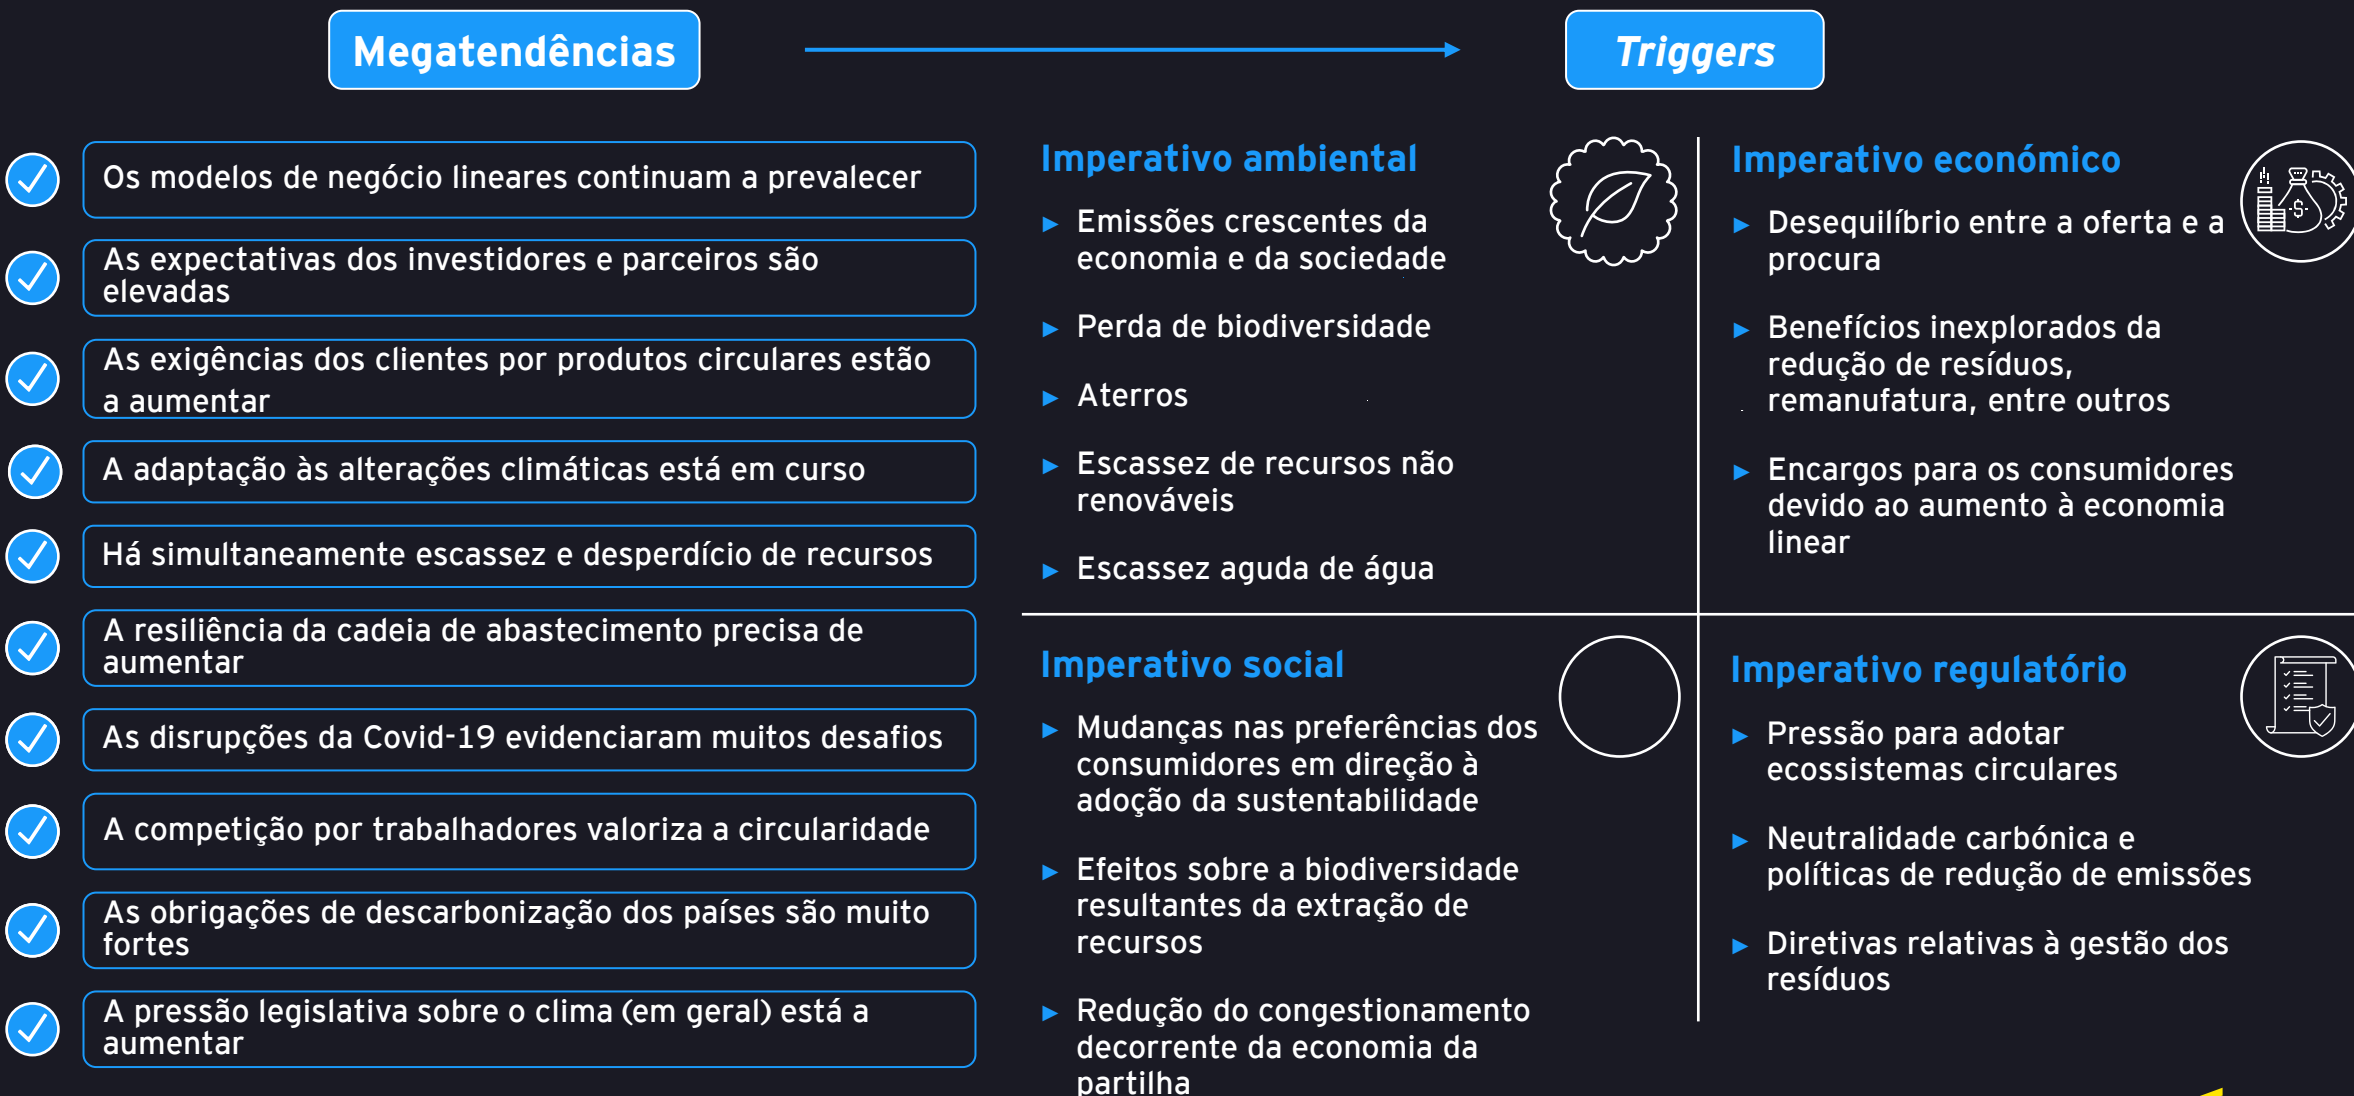 Megatendências
Triggers
Os modelos de negócio lineares continuam a prevalecer
As expectativas dos investidores e parceiros são
elevadas
As exigências dos clientes por produtos circulares estão
a aumentar
A adaptação às alterações climáticas está em curso
Há simultaneamente escassez e desperdício de recursos
A resiliência da cadeia de abastecimento precisa de
aumentar
As disrupções da Covid-19 evidenciaram muitos desafios
A competição por trabalhadores valoriza a circularidade
As obrigações de descarbonização dos países são muito
fortes
A pressão legislativa sobre o clima (em geral) está a
aumentar
Imperativo ambiental
► Emissões crescentes da
economia e da sociedade
► Perda de biodiversidade
► Aterros
► Escassez de recursos não
renováveis
► Escassez aguda de água
Imperativo económico
► Desequilíbrio entre a oferta e a
procura
► Benefícios inexplorados da
redução de resíduos,
remanufatura, entre outros
► Encargos para os consumidores
devido ao aumento à economia
linear
Imperativo social
► Mudanças nas preferências dos
consumidores em direção à
adoção da sustentabilidade
► Efeitos sobre a biodiversidade
resultantes da extração de
recursos
► Redução do congestionamento
decorrente da economia da
partilha
Imperativo regulatório
► Pressão para adotar
ecossistemas circulares
► Neutralidade carbónica e
políticas de redução de emissões
► Diretivas relativas à gestão dos
resíduos